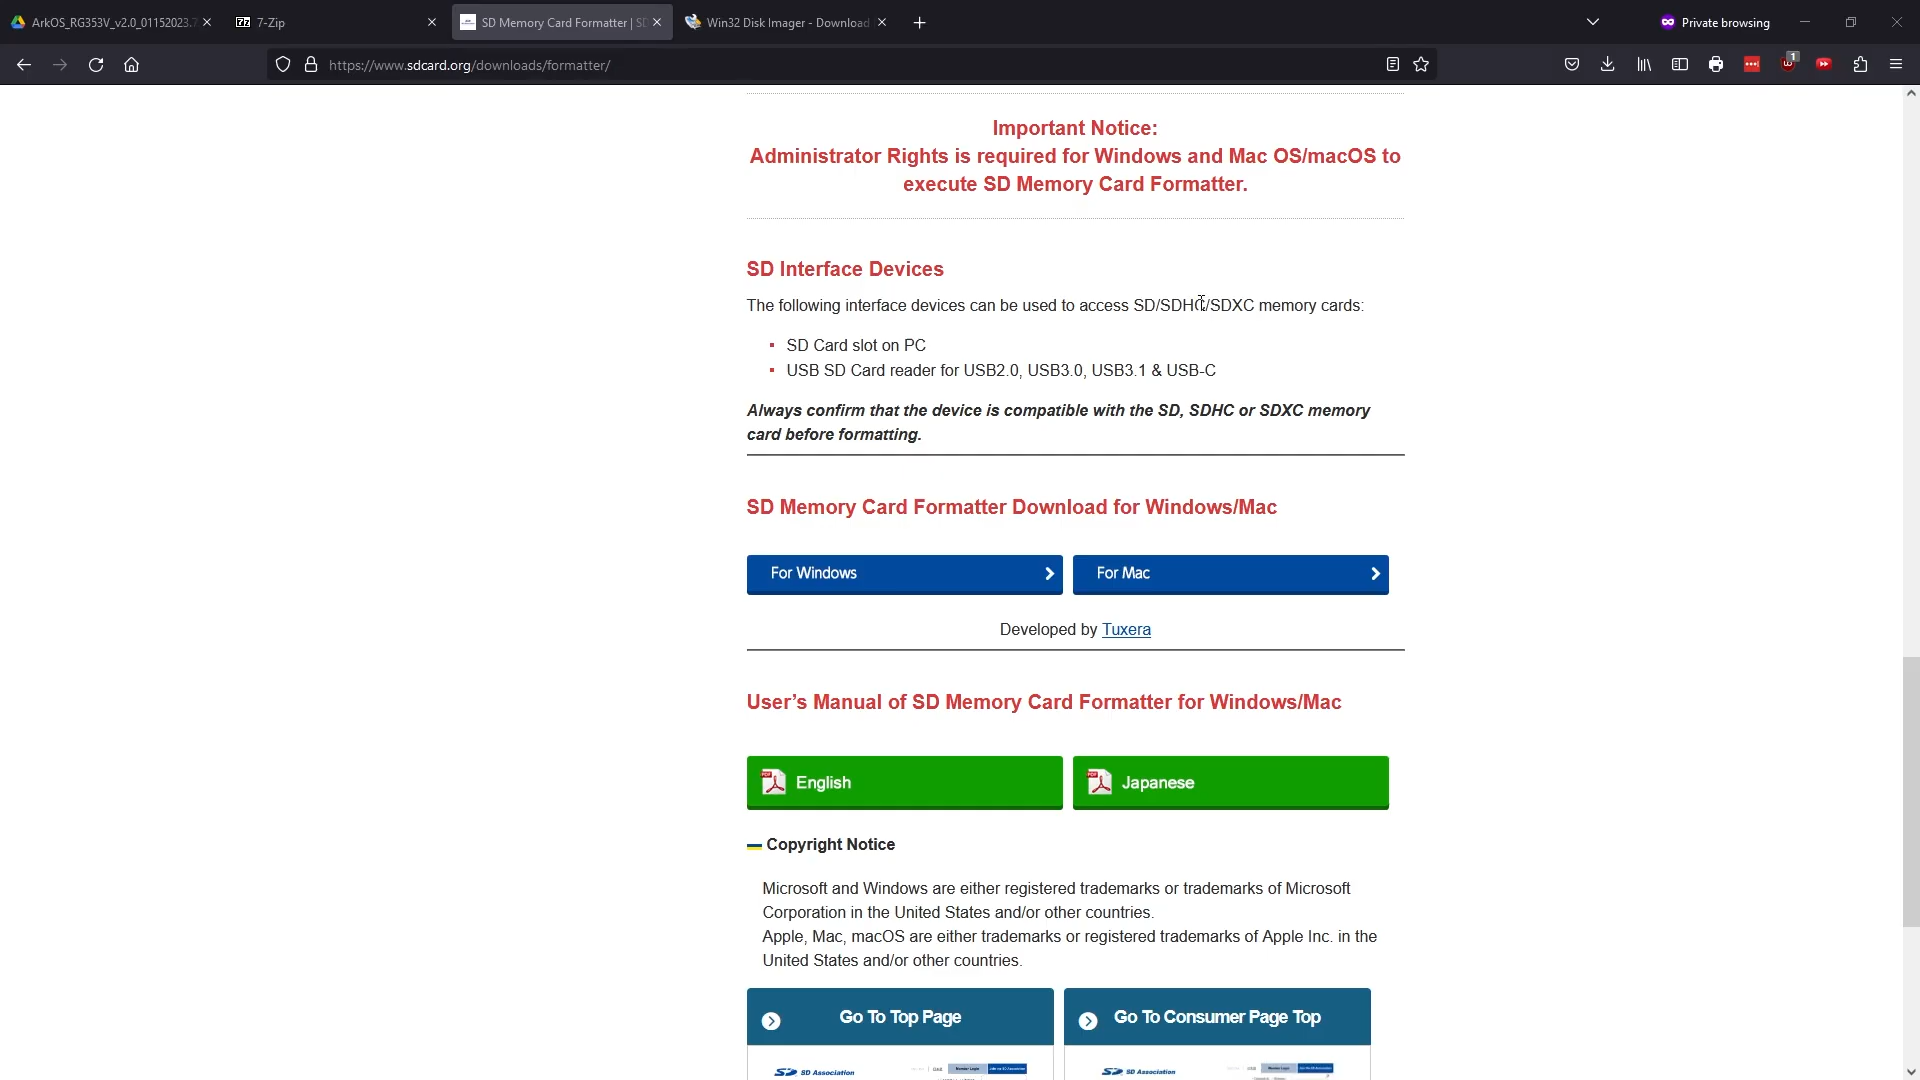 ArkOS_RG353V_v2.0_01152023.7
7-Zip
SD Memory Card Formatter | SD
Win32 Disk Imager - Download
Private browsing
https://www.sdcard.org/downloads/formatter/
1
Important Notice:
Administrator Rights is required for Windows and Mac OS/macOS to
execute SD Memory Card Formatter.
SD Interface Devices
The following interface devices can be used to access SD/SDHC/SDXC memory cards:
SD Card slot on PC
USB SD Card reader for USB2.0, USB3.0, USB3.1 & USB-C
Always confirm that the device is compatible with the SD, SDHC or SDXC memory
card before formatting.
SD Memory Card Formatter Download for Windows/Mac
For Windows
For Mac
Developed by Tuxera
User’s Manual of SD Memory Card Formatter for Windows/Mac
English
Japanese
Copyright Notice
Microsoft and Windows are either registered trademarks or trademarks of Microsoft
Corporation in the United States and/or other countries.
Apple, Mac, macOS are either trademarks or registered trademarks of Apple Inc. in the
United States and/or other countries.
Go To Top Page
Go To Consumer Page Top
SD Association
SD Association